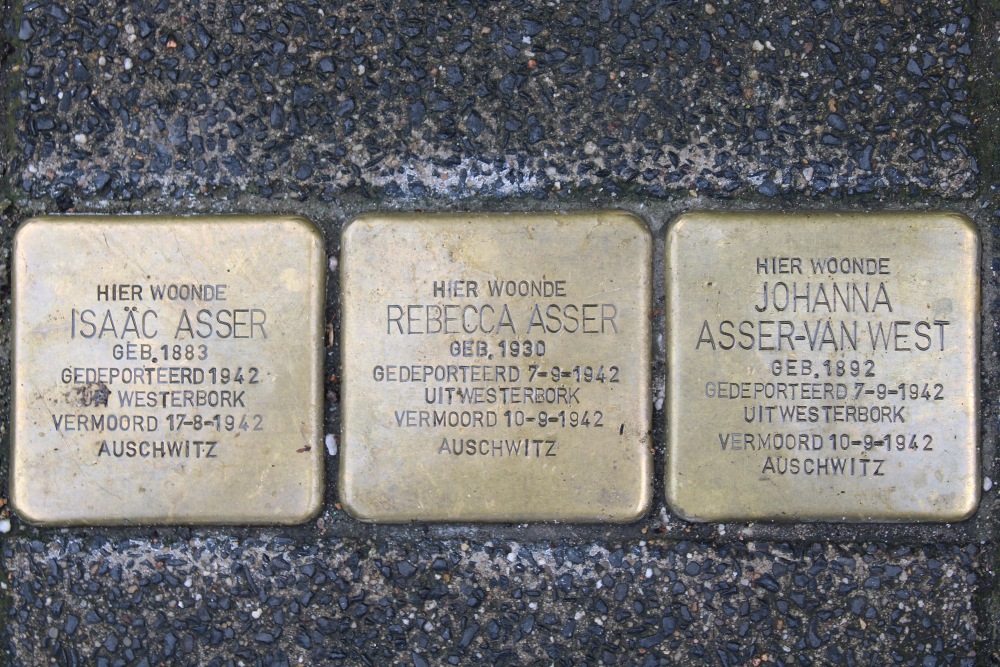 HIER WOONDE
ISAÄC ASSER
GEB. 1883
GEDEPORTEERD 1942
UIT WESTERBORK
VERMOORD 17-8-1942
AUSCHWITZ
HIER WOONDE
REBECCA ASSER
GEB. 1930
GEDEPORTEERD 7-9-1942
UIT WESTERBORK
VERMOORD 10-9-1942
AUSCHWITZ
HIER WOONDE
JOHANNA
ASSER-VAN WEST
GEB. 1892
GEDEPORTEERD 7-9-1942
UIT WESTERBORK
VERMOORD 10-9-1942
AUSCHWITZ